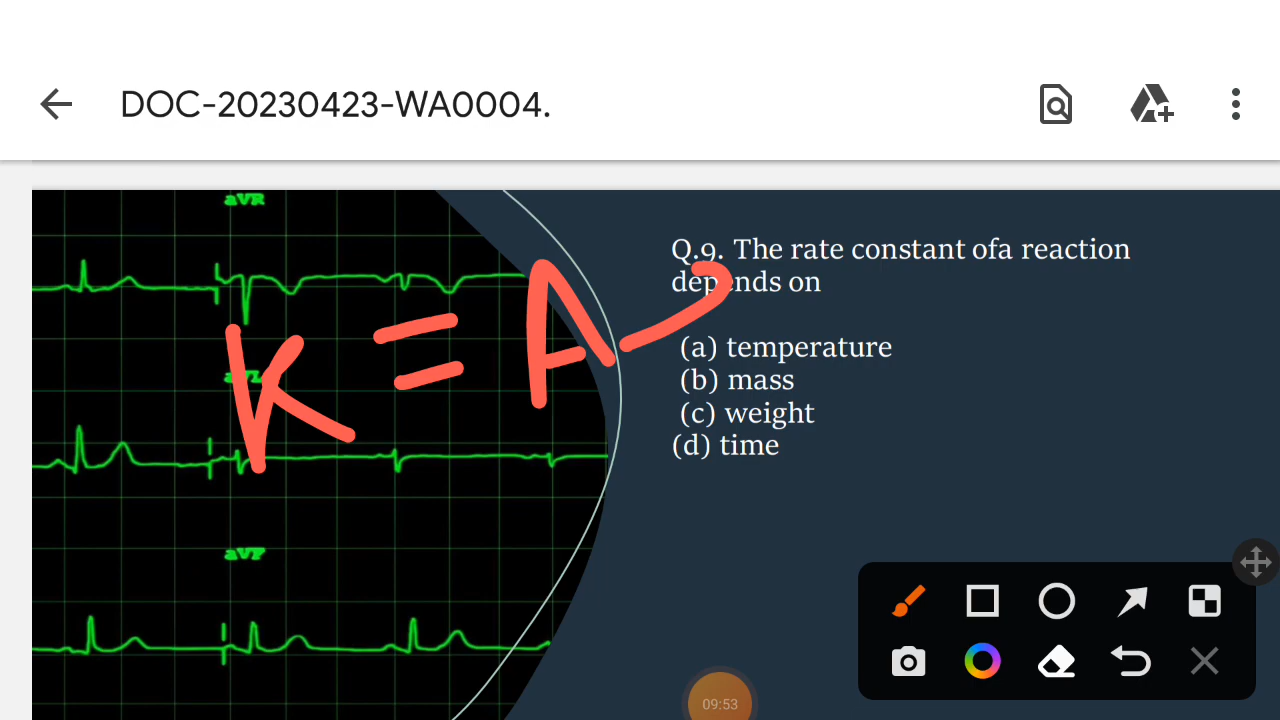 DOC-20230423-WA0004.
aVR
Q.9. The rate constant ofa reaction
depends on
K = A
(a) temperature
(b) mass
(c) weight
(d) time
aVF
09:53